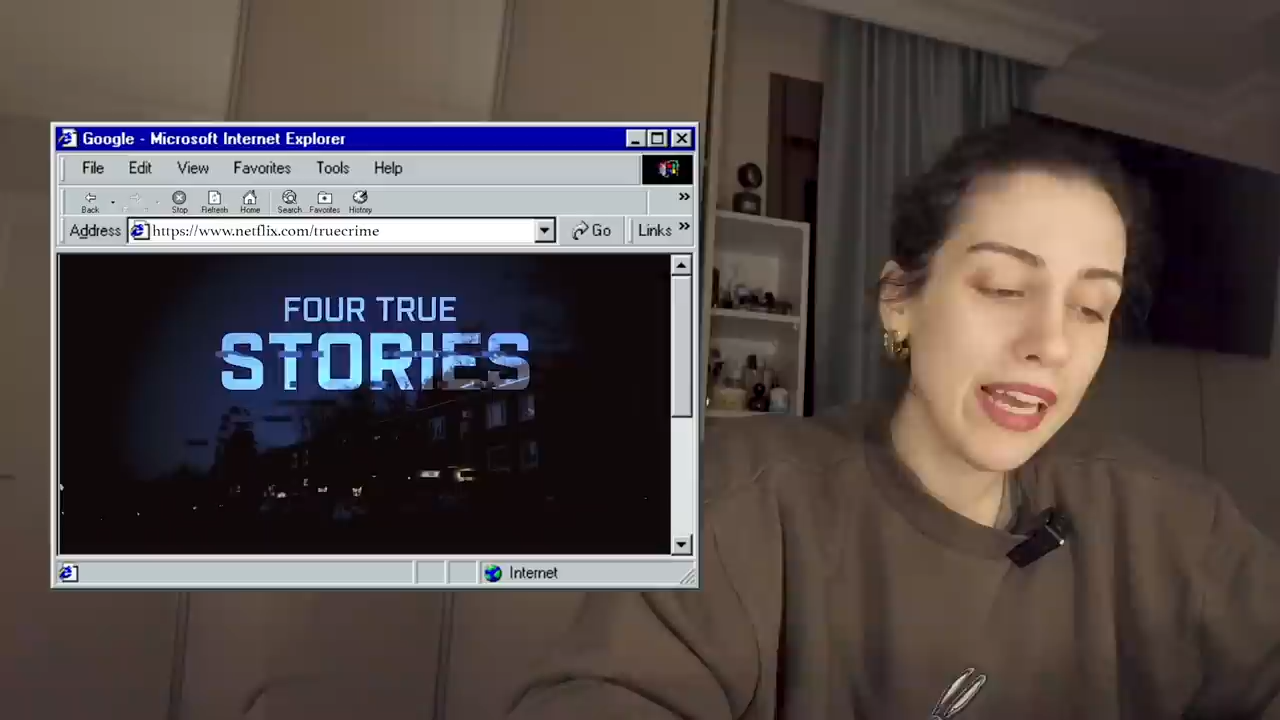 Google - Microsoft Internet Explorer
File Edit View Favorites Tools Help
Back Stop Refresh Home Search Favorites History
Address https://www.netflix.com/truecrime Go Links
FOUR TRUE
STORIES
Internet